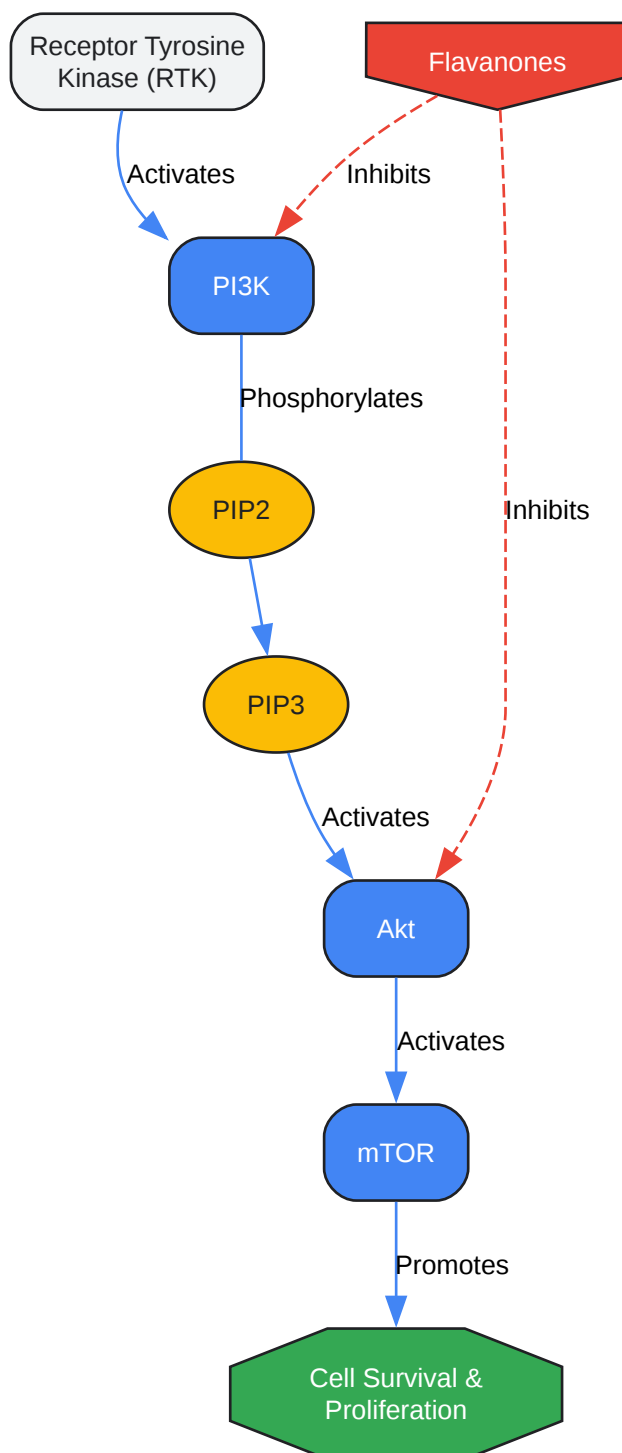 Receptor Tyrosine
Kinase (RTK)
Flavanones
Activates
Inhibits
PI3K
Phosphorylates
PIP2
Inhibits
PIP3
Activates
Akt
Activates
mTOR
Promotes
Cell Survival &
Proliferation